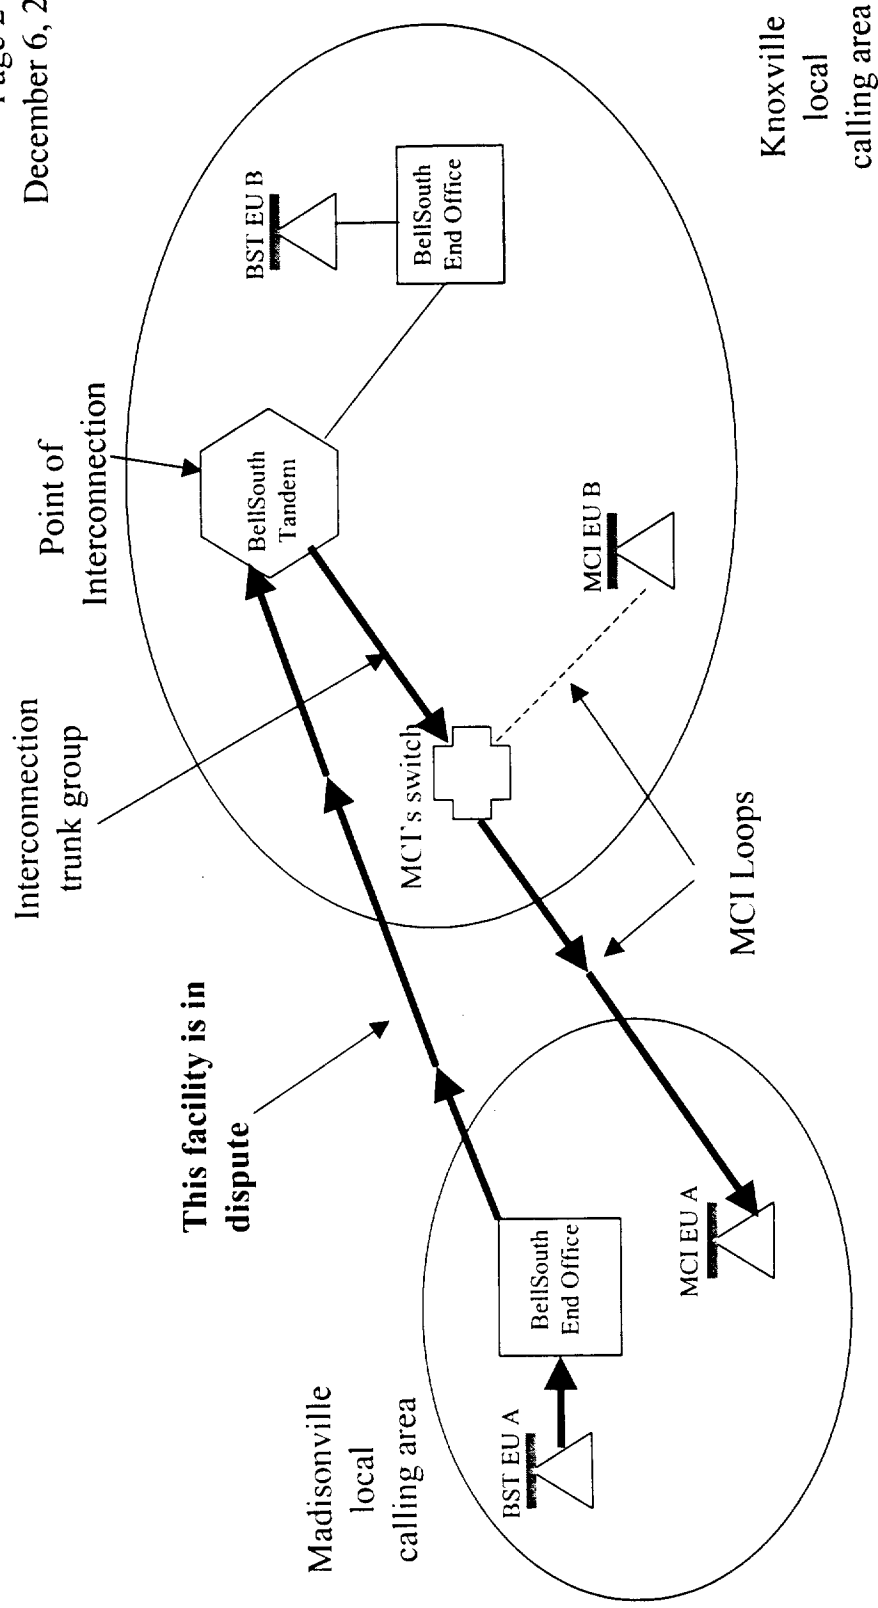 Page 2
December 6, 2
Point of
Interconnection
Interconnection
trunk group
This facility is in
dispute
Madisonville
local
calling area
BST EU B
BellSouth
End Office
BellSouth
Tandem
MCI EU B
MCI's switch
MCI Loops
BellSouth
End Office
BST EU A
MCI EU A
Knoxville
local
calling area